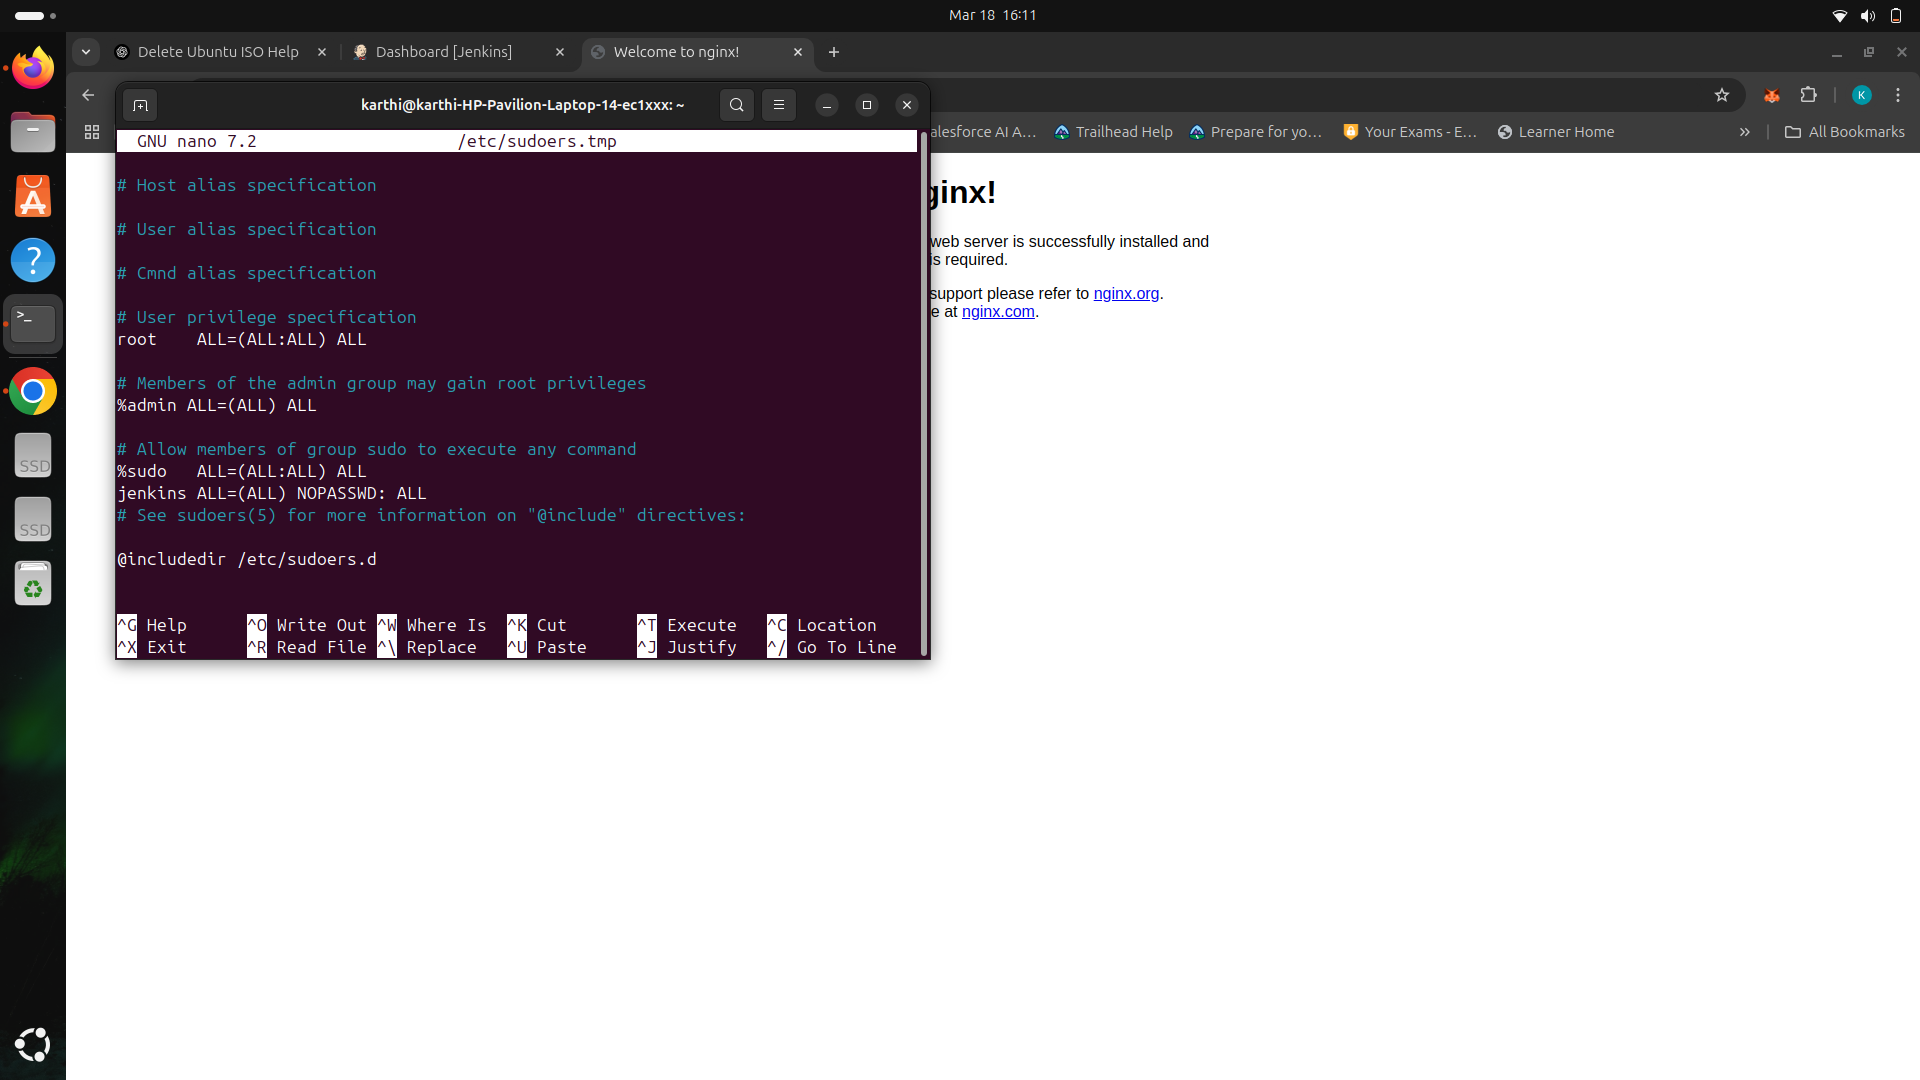 Mar 18 16:11
Delete Ubuntu ISO Help
Dashboard [Jenkins]
Welcome to nginx!
karthi@karthi-HP-Pavilion-Laptop-14-ec1xxx: ~
K
alesforce AI A...
Trailhead Help
Prepare for yo...
Your Exams - E...
Learner Home
All Bookmarks
GNU nano 7.2 /etc/sudoers.tmp
# Host alias specification
# User alias specification
# Cmnd alias specification
# User privilege specification
root ALL=(ALL:ALL) ALL
# Members of the admin group may gain root privileges
%admin ALL=(ALL) ALL
# Allow members of group sudo to execute any command
%sudo ALL=(ALL:ALL) ALL
jenkins ALL=(ALL) NOPASSWD: ALL
# See sudoers(5) for more information on "@include" directives:
@includedir /etc/sudoers.d
^G Help ^O Write Out ^W Where Is ^K Cut ^T Execute ^C Location
^X Exit ^R Read File ^\ Replace ^U Paste ^J Justify ^/ Go To Line
ginx!
web server is successfully installed and
is required.
support please refer to nginx.org.
e at nginx.com.
SSD
SSD